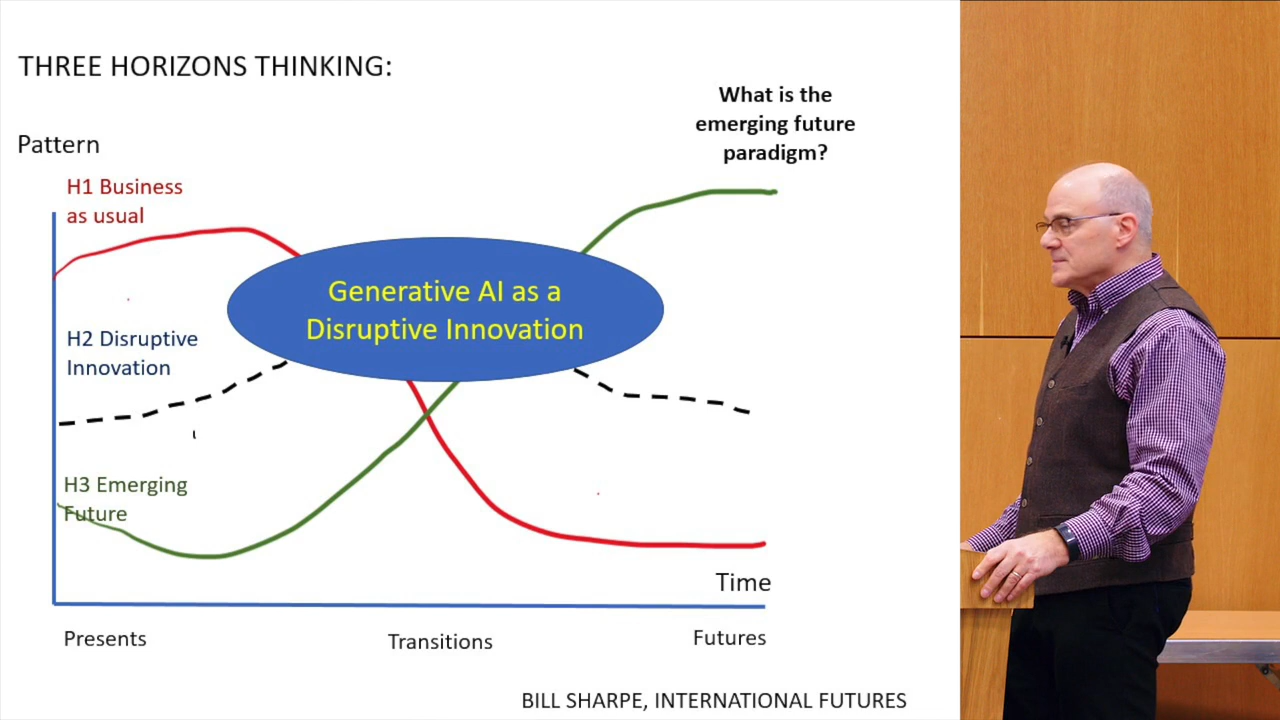 THREE HORIZONS THINKING:
What is the
emerging future
paradigm?
Pattern
H1 Business
as usual
Generative AI as a
Disruptive Innovation
H2 Disruptive
Innovation
H3 Emerging
Future
Time
Presents
Transitions
Futures
BILL SHARPE, INTERNATIONAL FUTURES